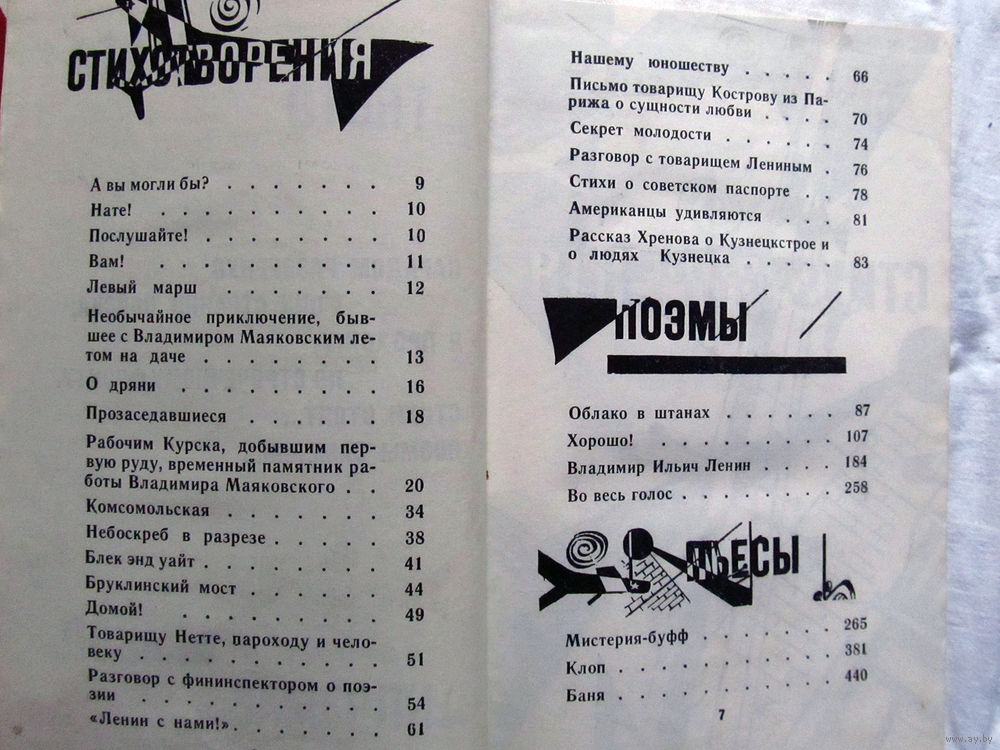 СТИХОТВОРЕНИЯ
А вы могли бы? . . . . . . . 9
Нате! . . . . . . . . . . 10
Послушайте! . . . . . . . . 10
Вам! . . . . . . . . . . 11
Левый марш . . . . . . . 12
Необычайное приключение, быв-
шее с Владимиром Маяковским ле-
том на даче . . . . . . . . 13
О дряни . . . . . . . . . 16
Прозаседавшиеся . . . . . . 18
Рабочим Курска, добывшим пер-
вую руду, временный памятник ра-
боты Владимира Маяковского . . 20
Комсомольская . . . . . . . 34
Небоскреб в разрезе . . . . . 38
Блек энд уайт . . . . . . . . 41
Бруклинский мост . . . . . . 44
Домой! . . . . . . . . . 49
Товарищу Нетте, пароходу и чело-
веку . . . . . . . . . . . 51
Разговор с фининспектором о поэ-
зии . . . . . . . . . . . 54
«Ленин с нами!» . . . . . . . 61
Нашему юношеству . . . . . 66
Письмо товарищу Кострову из Па-
рижа о сущности любви . . . . 70
Секрет молодости . . . . . . 74
Разговор с товарищем Лениным . 76
Стихи о советском паспорте . . 78
Американцы удивляются . . . 81
Рассказ Хренова о Кузнецкстрое и
о людях Кузнецка . . . . . 83
ПОЭМЫ
Облако в штанах . . . . . . 87
Хорошо! . . . . . . . . . 107
Владимир Ильич Ленин . . . . 184
Во весь голос . . . . . . . . 258
ПЬЕСЫ
Мистерия-буфф . . . . . . . 265
Клоп . . . . . . . . . . . 381
Баня . . . . . . . . . . . 440
7
www.ay.by